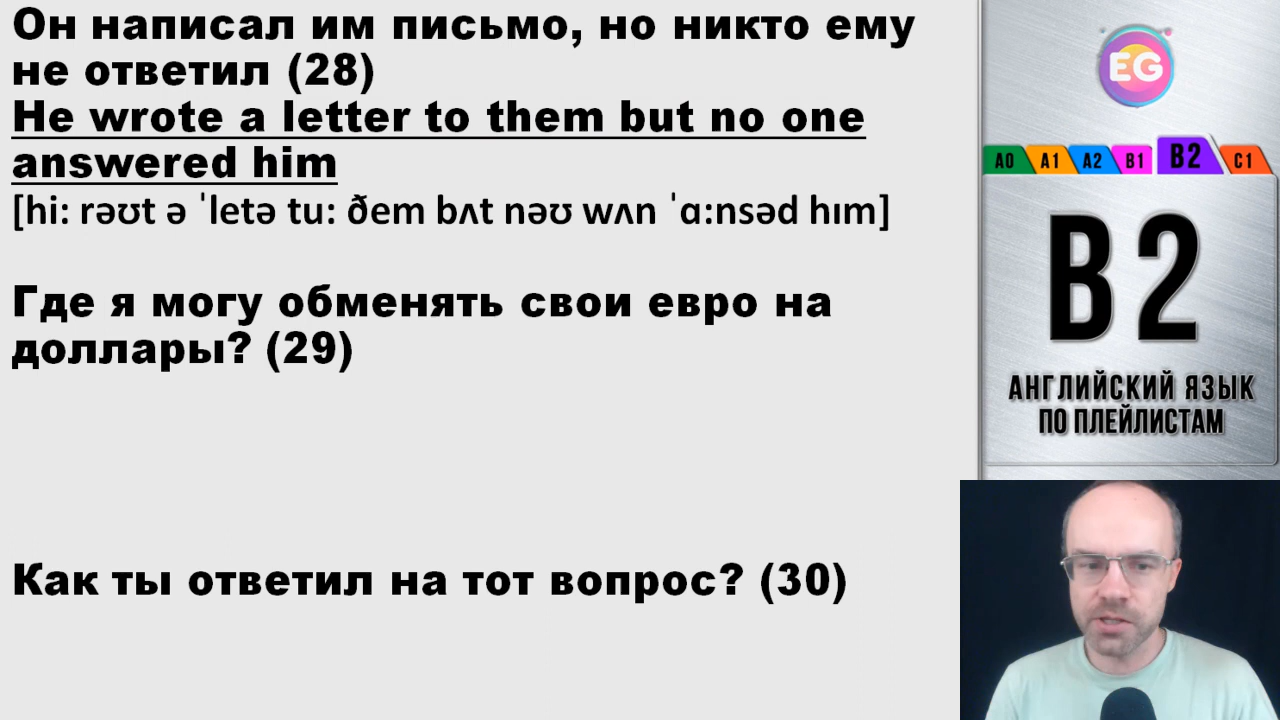 Он написал им письмо, но никто ему
не ответил (28)
He wrote a letter to them but no one
answered him
[hi: rəʊt ə ˈletə tu: ðem bʌt nəʊ wʌn ˈɑ:nsəd hɪm]
Где я могу обменять свои евро на
доллары? (29)
Как ты ответил на тот вопрос? (30)
EG
A0 A1 A2 B1 B2 C1
B2
АНГЛИЙСКИЙ ЯЗЫК
ПО ПЛЕЙЛИСТАМ